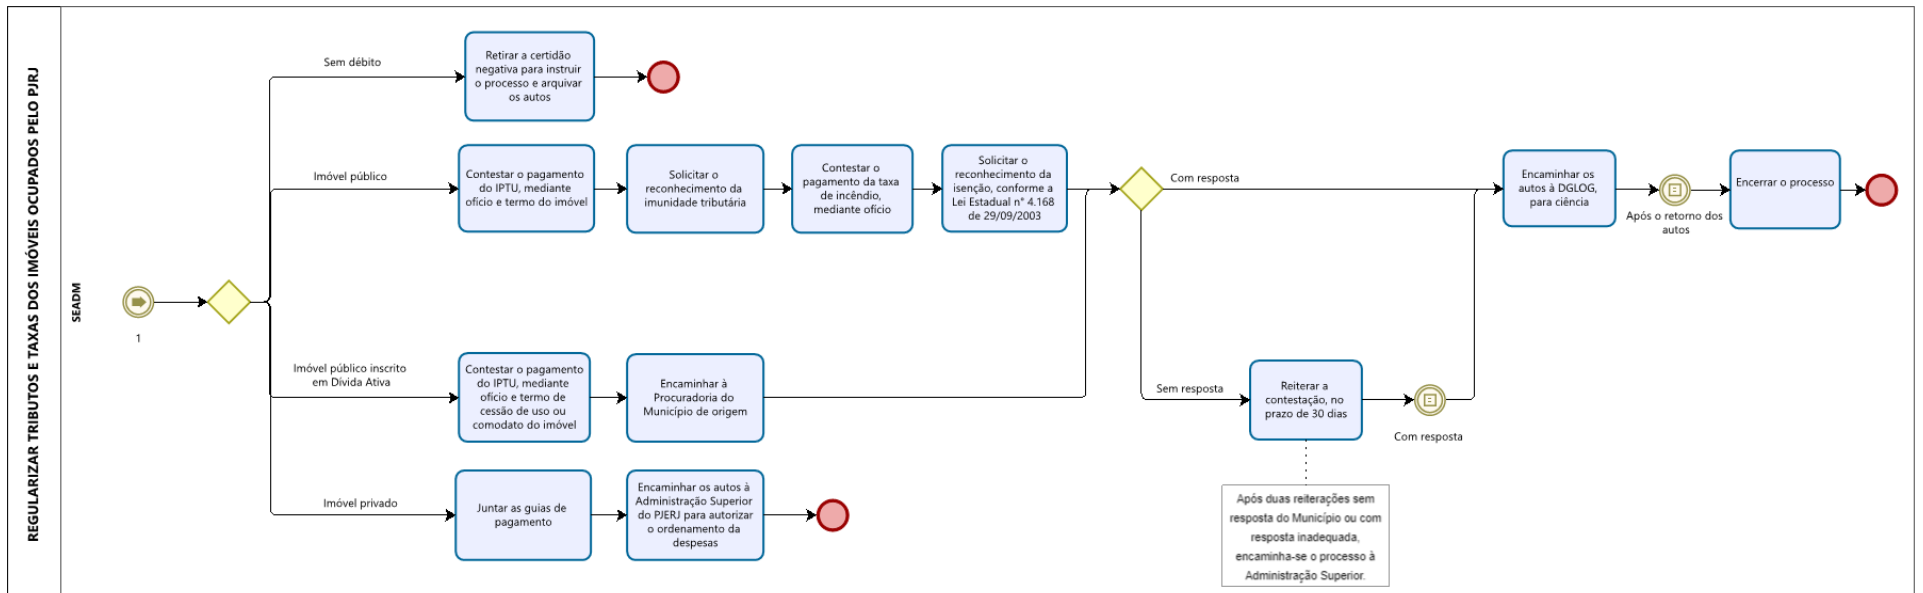 REGULARIZAR TRIBUTOS E TAXAS DOS IMÓVEIS OCUPADOS PELO PJRJ
SEADM
1
Sem débito
Retirar a certidão
negativa para instruir
o processo e arquivar
os autos
Imóvel público
Contestar o pagamento
do IPTU, mediante
ofício e termo do imóvel
Solicitar o
reconhecimento da
imunidade tributária
Contestar o
pagamento da taxa
de incêndio,
mediante ofício
Solicitar o
reconhecimento da
isenção, conforme a
Lei Estadual n° 4.168
de 29/09/2003
Com resposta
Encaminhar os
autos à DGLOG,
para ciência
Após o retorno dos
autos
Encerrar o processo
Imóvel público inscrito
em Dívida Ativa
Contestar o pagamento
do IPTU, mediante
ofício e termo de
cessão de uso ou
comodato do imóvel
Encaminhar à
Procuradoria do
Município de origem
Sem resposta
Reiterar a
contestação, no
prazo de 30 dias
Com resposta
Imóvel privado
Juntar as guias de
pagamento
Encaminhar os autos à
Administração Superior
do PJERJ para autorizar
o ordenamento da
despesas
Após duas reiterações sem
resposta do Município ou com
resposta inadequada,
encaminha-se o processo à
Administração Superior.